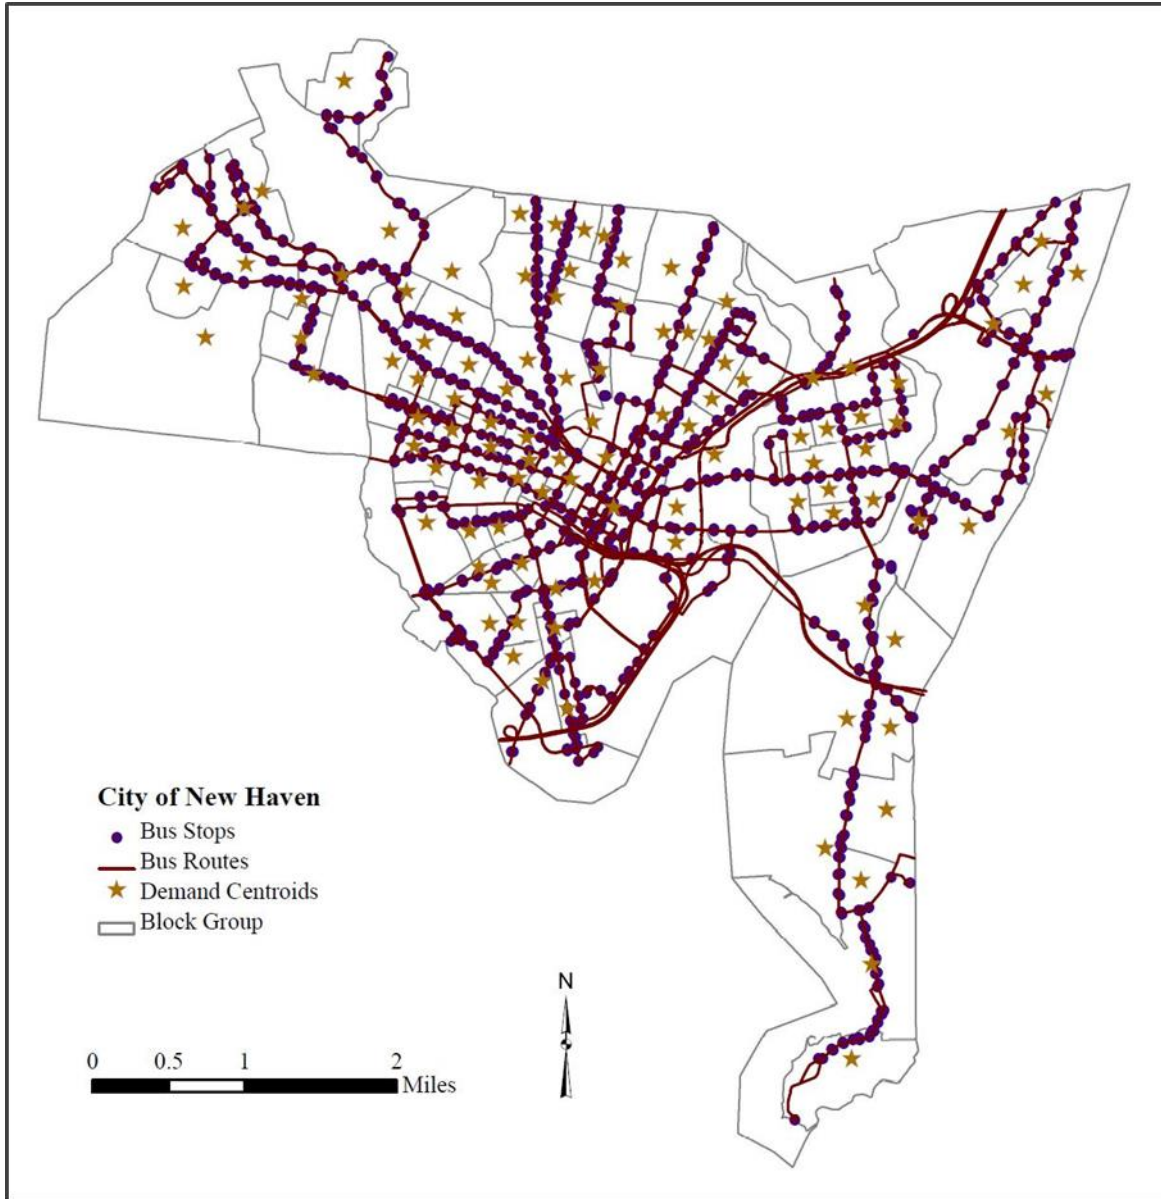 City of New Haven
Bus Stops
Bus Routes
Demand Centroids
Block Group
N
0 0.5 1 2
Miles